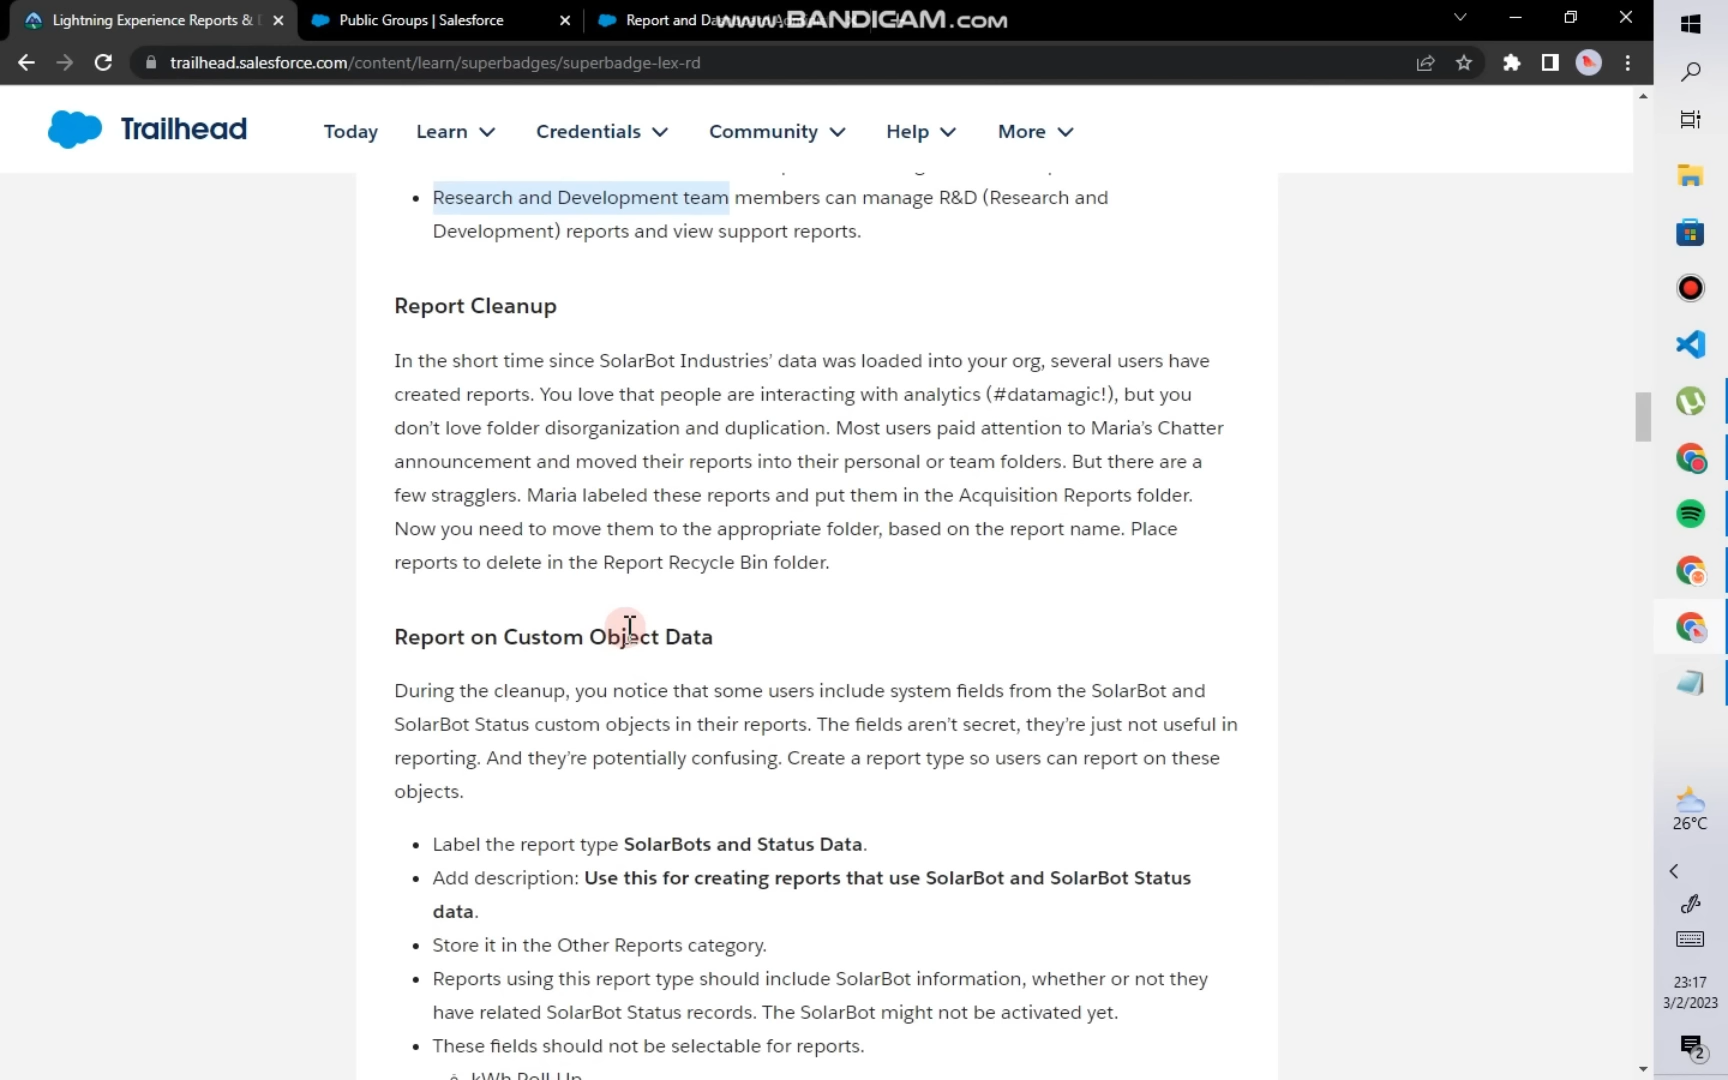 Lightning Experience Reports &
Public Groups | Salesforce
Report and Da
www.BANDICAM.com
trailhead.salesforce.com/content/learn/superbadges/superbadge-lex-rd
Trailhead
Today
Learn
Credentials
Community
Help
More
Research and Development team members can manage R&D (Research and
Development) reports and view support reports.
Report Cleanup
In the short time since SolarBot Industries’ data was loaded into your org, several users have
created reports. You love that people are interacting with analytics (#datamagic!), but you
don’t love folder disorganization and duplication. Most users paid attention to Maria’s Chatter
announcement and moved their reports into their personal or team folders. But there are a
few stragglers. Maria labeled these reports and put them in the Acquisition Reports folder.
Now you need to move them to the appropriate folder, based on the report name. Place
reports to delete in the Report Recycle Bin folder.
Report on Custom Object Data
During the cleanup, you notice that some users include system fields from the SolarBot and
SolarBot Status custom objects in their reports. The fields aren’t secret, they’re just not useful in
reporting. And they’re potentially confusing. Create a report type so users can report on these
objects.
Label the report type SolarBots and Status Data.
Add description: Use this for creating reports that use SolarBot and SolarBot Status
data.
Store it in the Other Reports category.
Reports using this report type should include SolarBot information, whether or not they
have related SolarBot Status records. The SolarBot might not be activated yet.
These fields should not be selectable for reports.
kWh Roll Up
26°C
23:17
3/2/2023
2